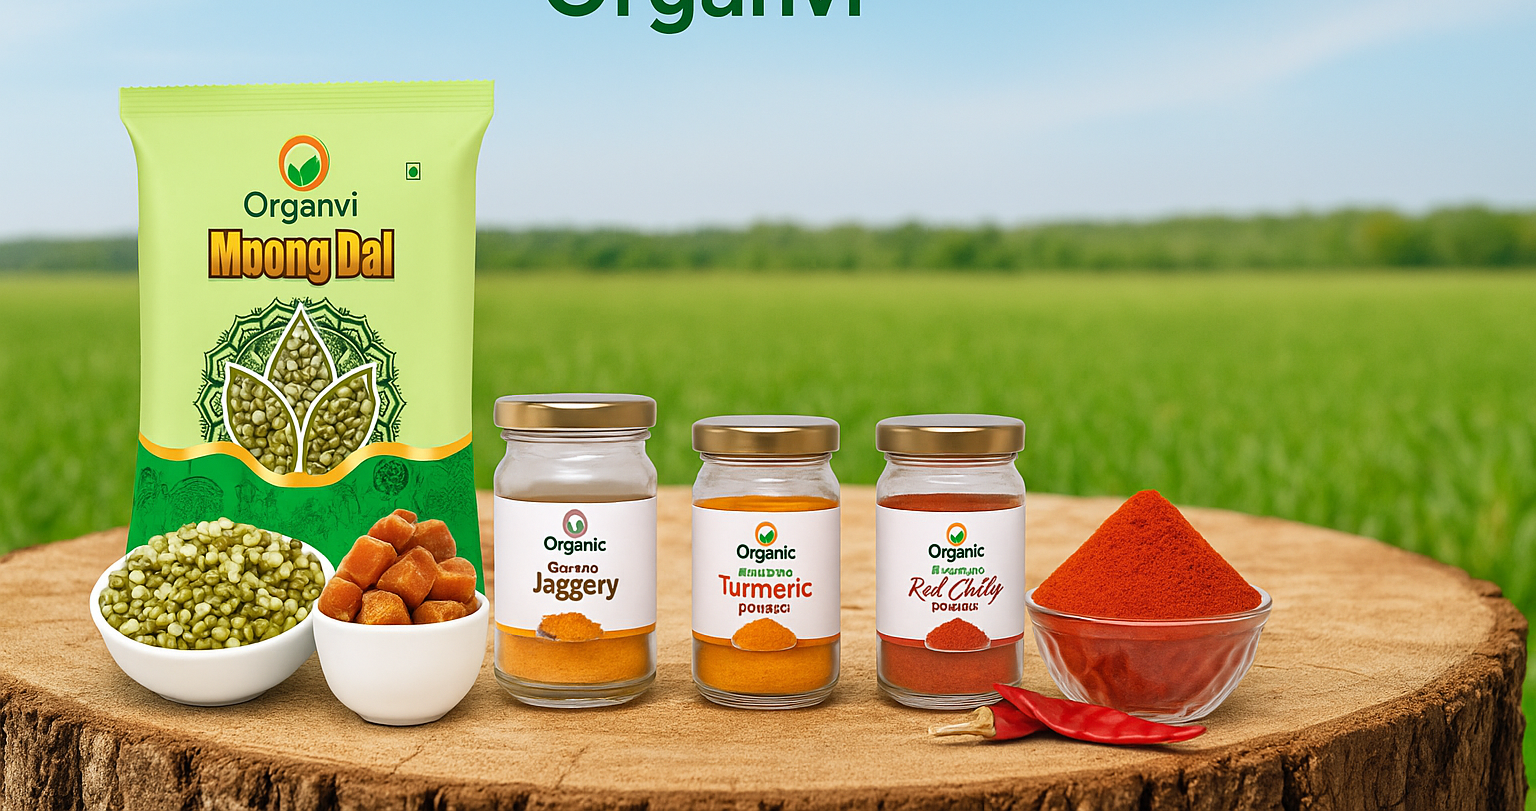 Organvi
Organvi
Moong Dal
Organic
Jaggery
Organic
Turmeric
Organic
Red Chily